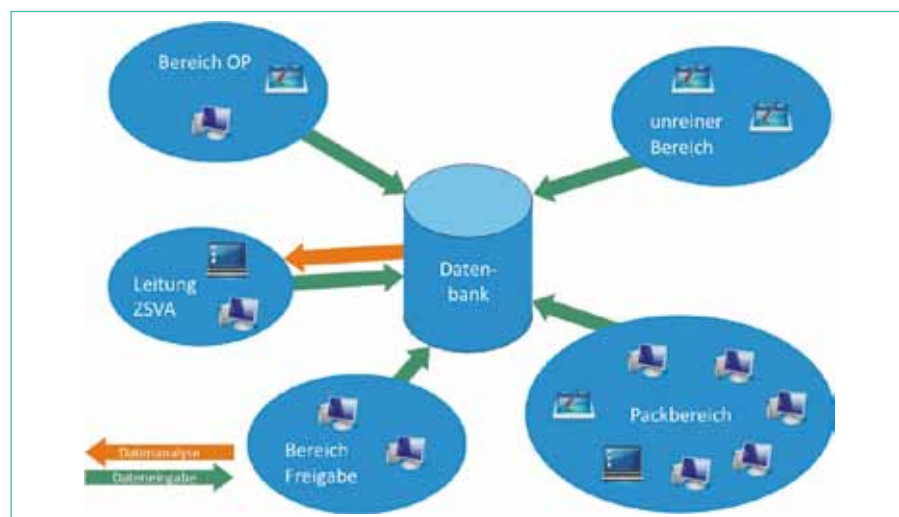 Bereich OP
unreiner
Bereich
Leitung
ZSVA
Daten-
bank
Packbereich
Bereich
Freigabe
Datenanalyse
Dateneingabe